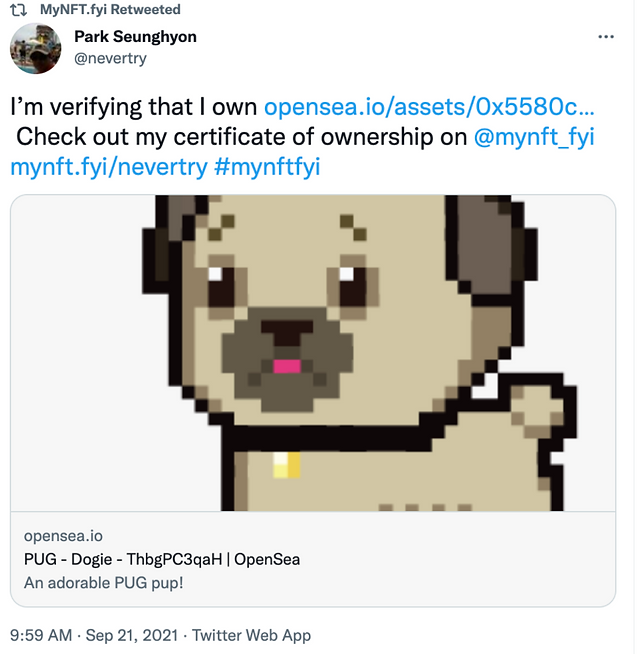 MyNFT.fyi Retweeted
Park Seunghyon
@nevertry
I’m verifying that I own opensea.io/assets/0x5580c…
Check out my certificate of ownership on @mynft_fyi
mynft.fyi/nevertry #mynftfyi
opensea.io
PUG - Dogie - ThbgPC3qaH | OpenSea
An adorable PUG pup!
9:59 AM · Sep 21, 2021 · Twitter Web App